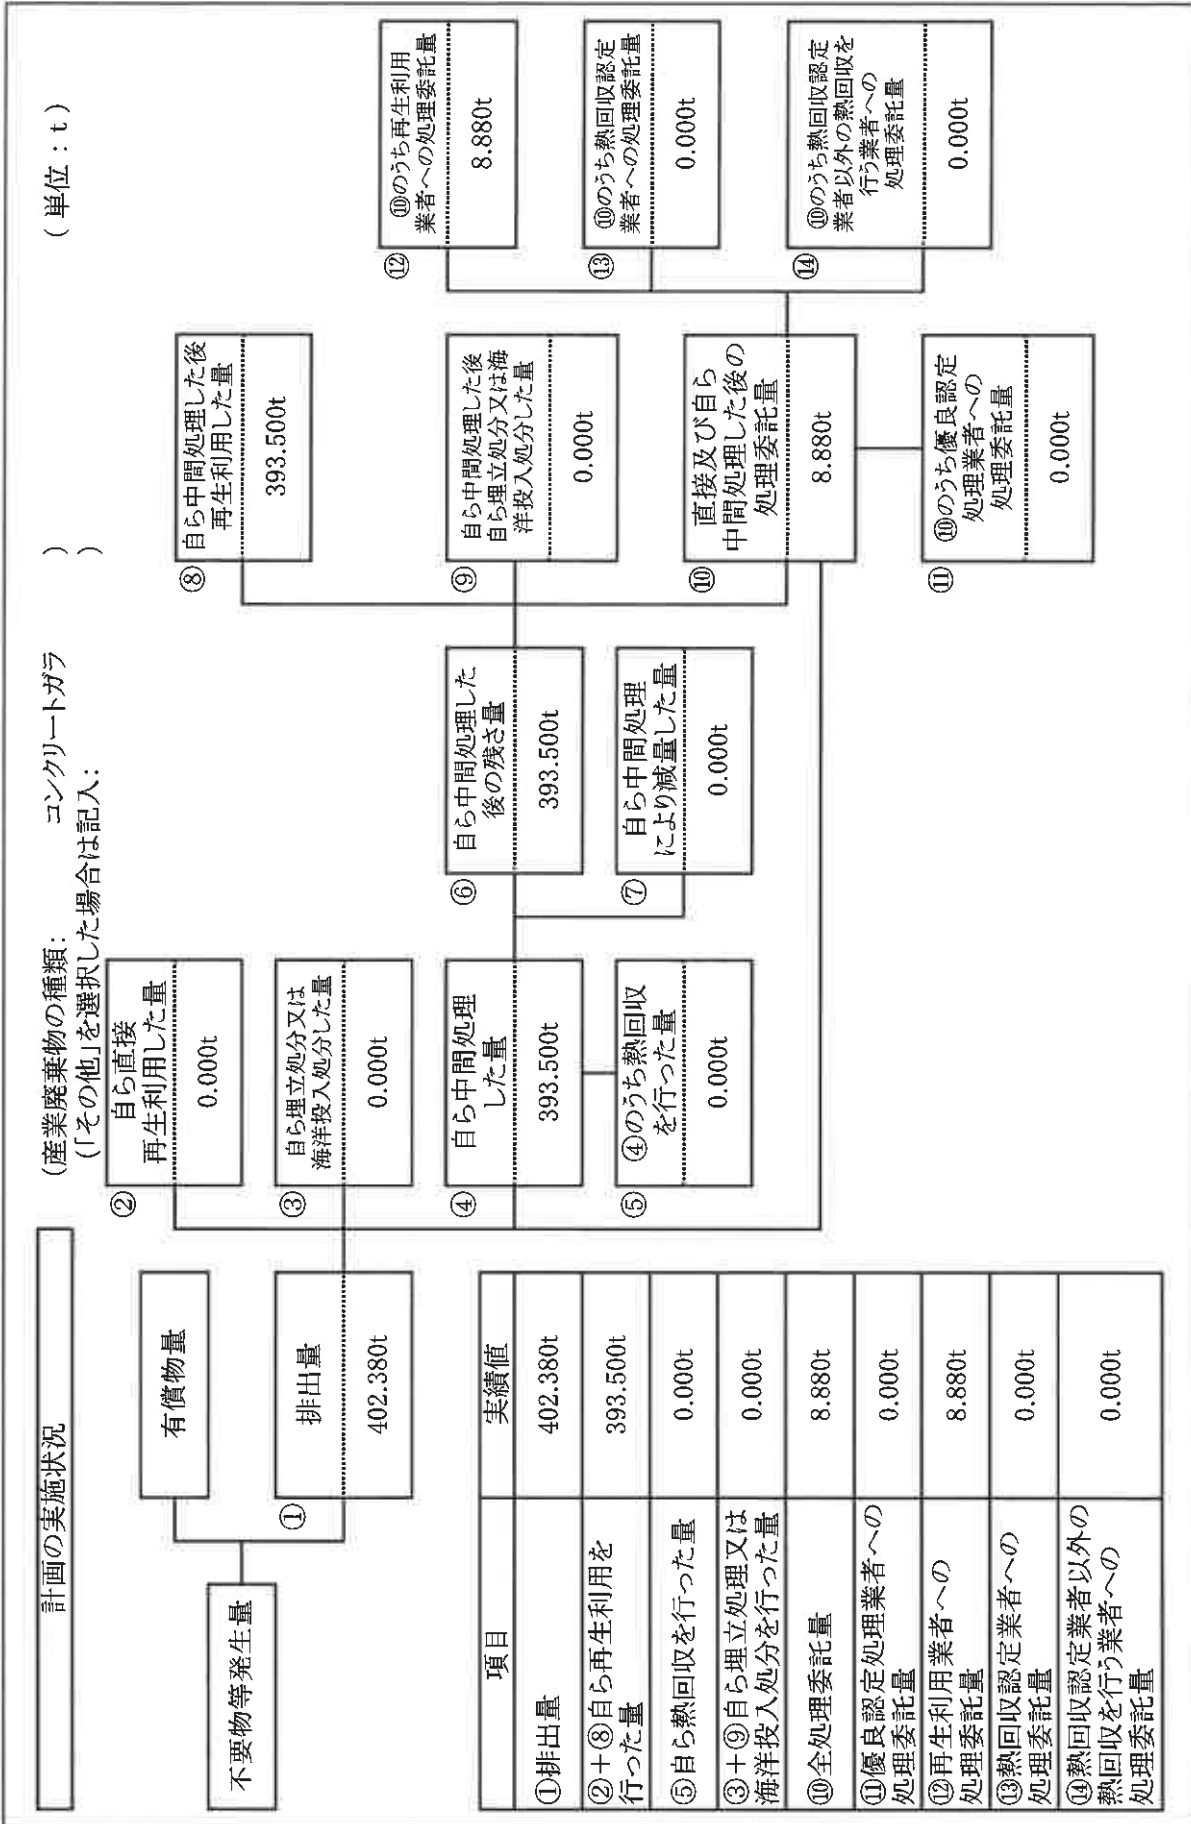 計画の実施状況
(産業廃棄物の種類: コンクリートガラ )
(「その他」を選択した場合は記入: )
(単位:t)
不要物等発生量
有償物量
①
排出量
402.380t
②
自ら直接
再生利用した量
0.000t
③
自ら埋立処分又は
海洋投入処分した量
0.000t
④
自ら中間処理
した量
393.500t
⑤
④のうち熱回収
を行った量
0.000t
⑥
自ら中間処理した
後の残さ量
393.500t
⑦
自ら中間処理
により減量した量
0.000t
⑧
自ら中間処理した後
再生利用した量
393.500t
⑨
自ら中間処理した後
自ら埋立処分又は海
洋投入処分した量
0.000t
⑩
直接及び自ら
中間処理した後の
処理委託量
8.880t
⑪
⑩のうち優良認定
処理業者への
処理委託量
0.000t
⑫
⑩のうち再生利用
業者への処理委託量
8.880t
⑬
⑩のうち熱回収認定
業者への処理委託量
0.000t
⑭
⑩のうち熱回収認定
業者以外の熱回収を
行う業者への
処理委託量
0.000t
項目 実績値
①排出量 402.380t
②+⑧自ら再生利用を
行った量 393.500t
⑤自ら熱回収を行った量 0.000t
③+⑨自ら埋立処理又は
海洋投入処分を行った量 0.000t
⑩全処理委託量 8.880t
⑪優良認定処理業者への
処理委託量 0.000t
⑫再生利用業者への
処理委託量 8.880t
⑬熱回収認定業者への
処理委託量 0.000t
⑭熱回収認定業者以外の
熱回収を行う業者への
処理委託量 0.000t